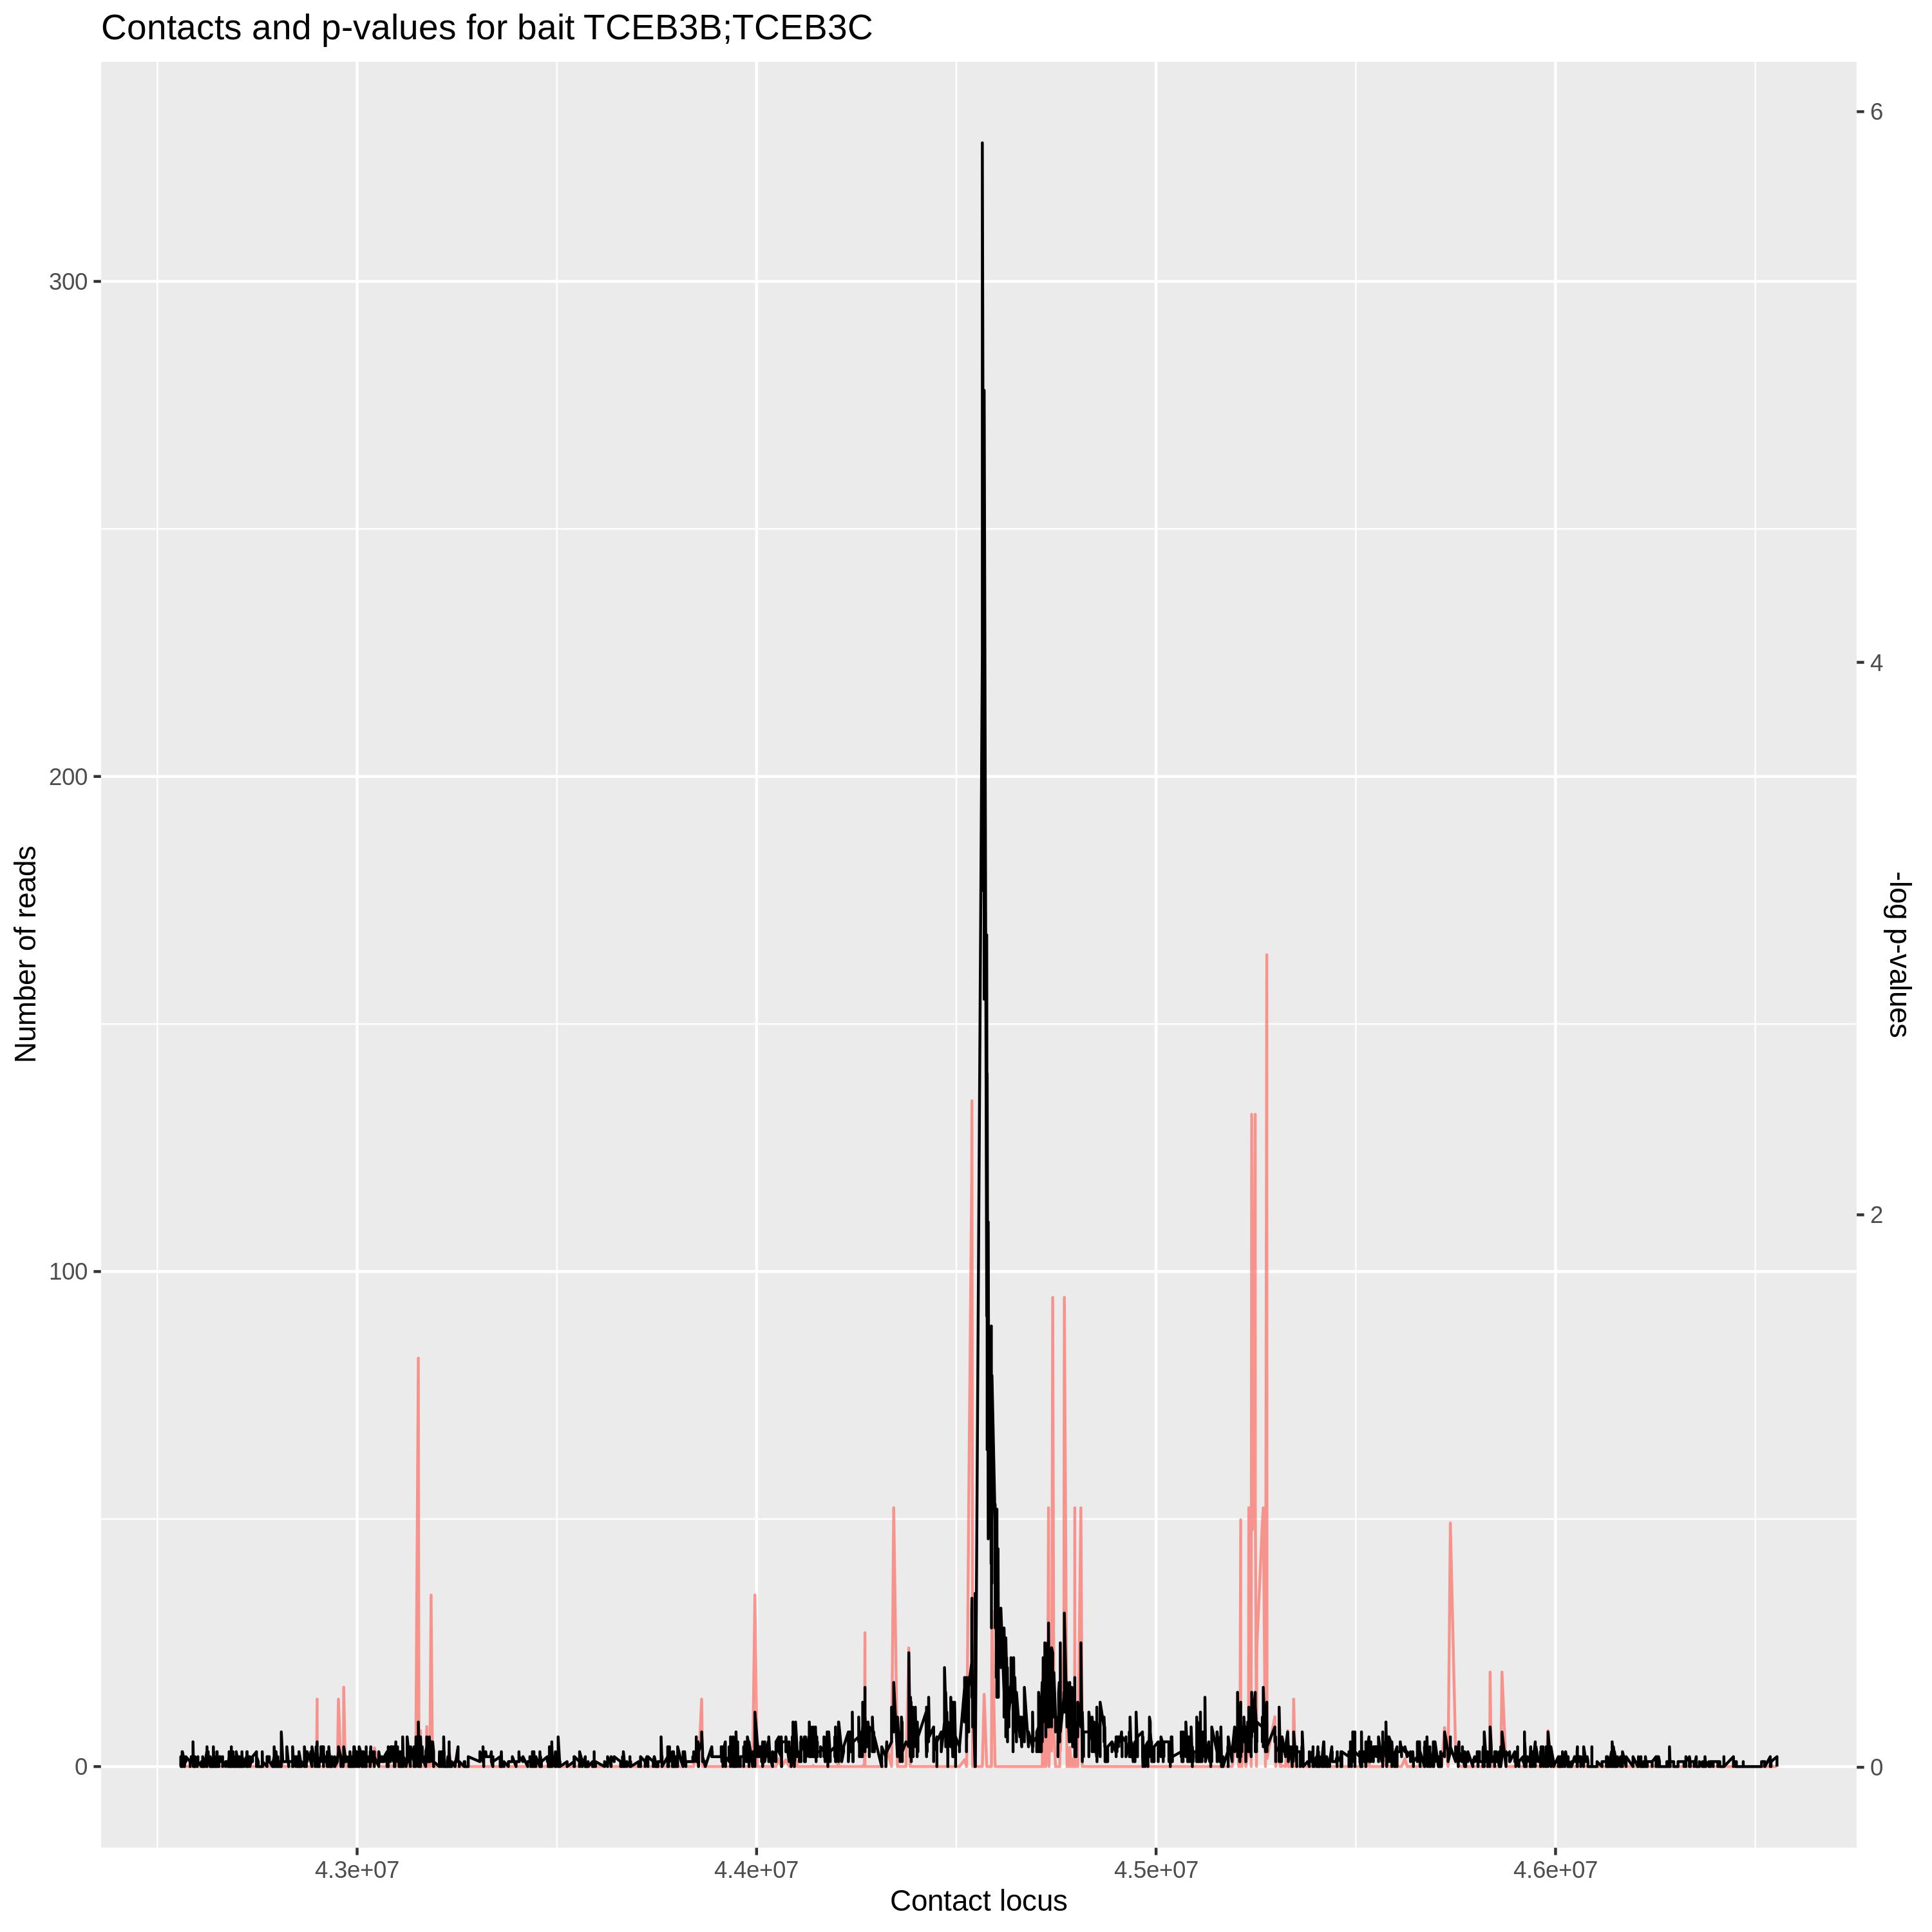 Contacts and p-values for bait TCEB3B;TCEB3C
300
200
100
0
Number of reads
6
4
2
0
-log p-values
4.3e+07 4.4e+07 4.5e+07 4.6e+07
Contact locus